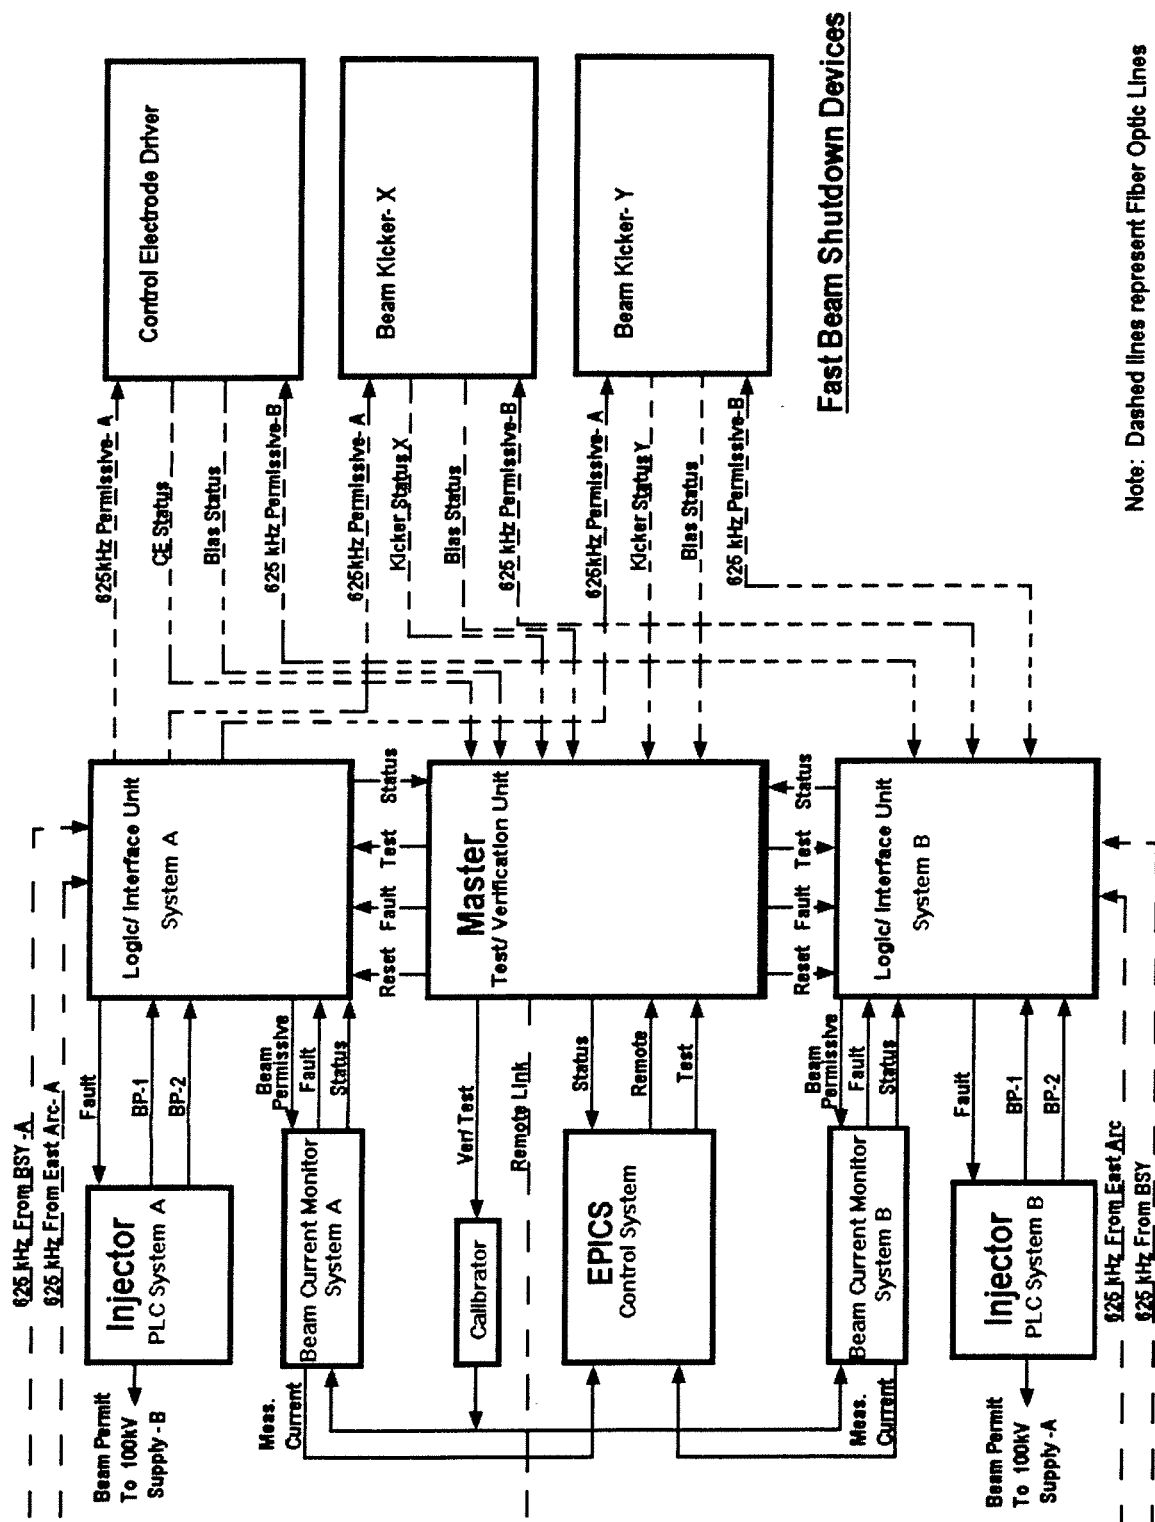 625 kHz From BSY -A
625 kHz From East Arc- A
Beam Permit
To 100kV
Supply - B
Injector
PLC System A
Fault
BP-1
BP-2
Logic/ Interface Unit
System A
625kHz Permissive- A
CE Status
Bias Status
625 kHz Permissive-B
Control Electrode Driver
Meas.
Current
Beam Current Monitor
System A
Beam
Permissive
Fault
Status
Reset
Fault
Test
Status
625kHz Permissive- A
Kicker Status X
Bias Status
625 kHz Permissive-B
Beam Kicker- X
Calibrator
Ver/ Test
Remote Link
Master
Test/ Verification Unit
EPICS
Control System
Status
Remote
Test
625kHz Permissive- A
Kicker Status Y
Bias Status
625 kHz Permissive-B
Beam Kicker- Y
Meas.
Current
Beam Current Monitor
System B
Beam
Permissive
Fault
Status
Reset
Fault
Test
Status
Logic/ Interface Unit
System B
Fast Beam Shutdown Devices
Beam Permit
To 100kV
Supply -A
Injector
PLC System B
Fault
BP-1
BP-2
625 kHz From East Arc
625 kHz From BSY
Note: Dashed lines represent Fiber Optic Lines